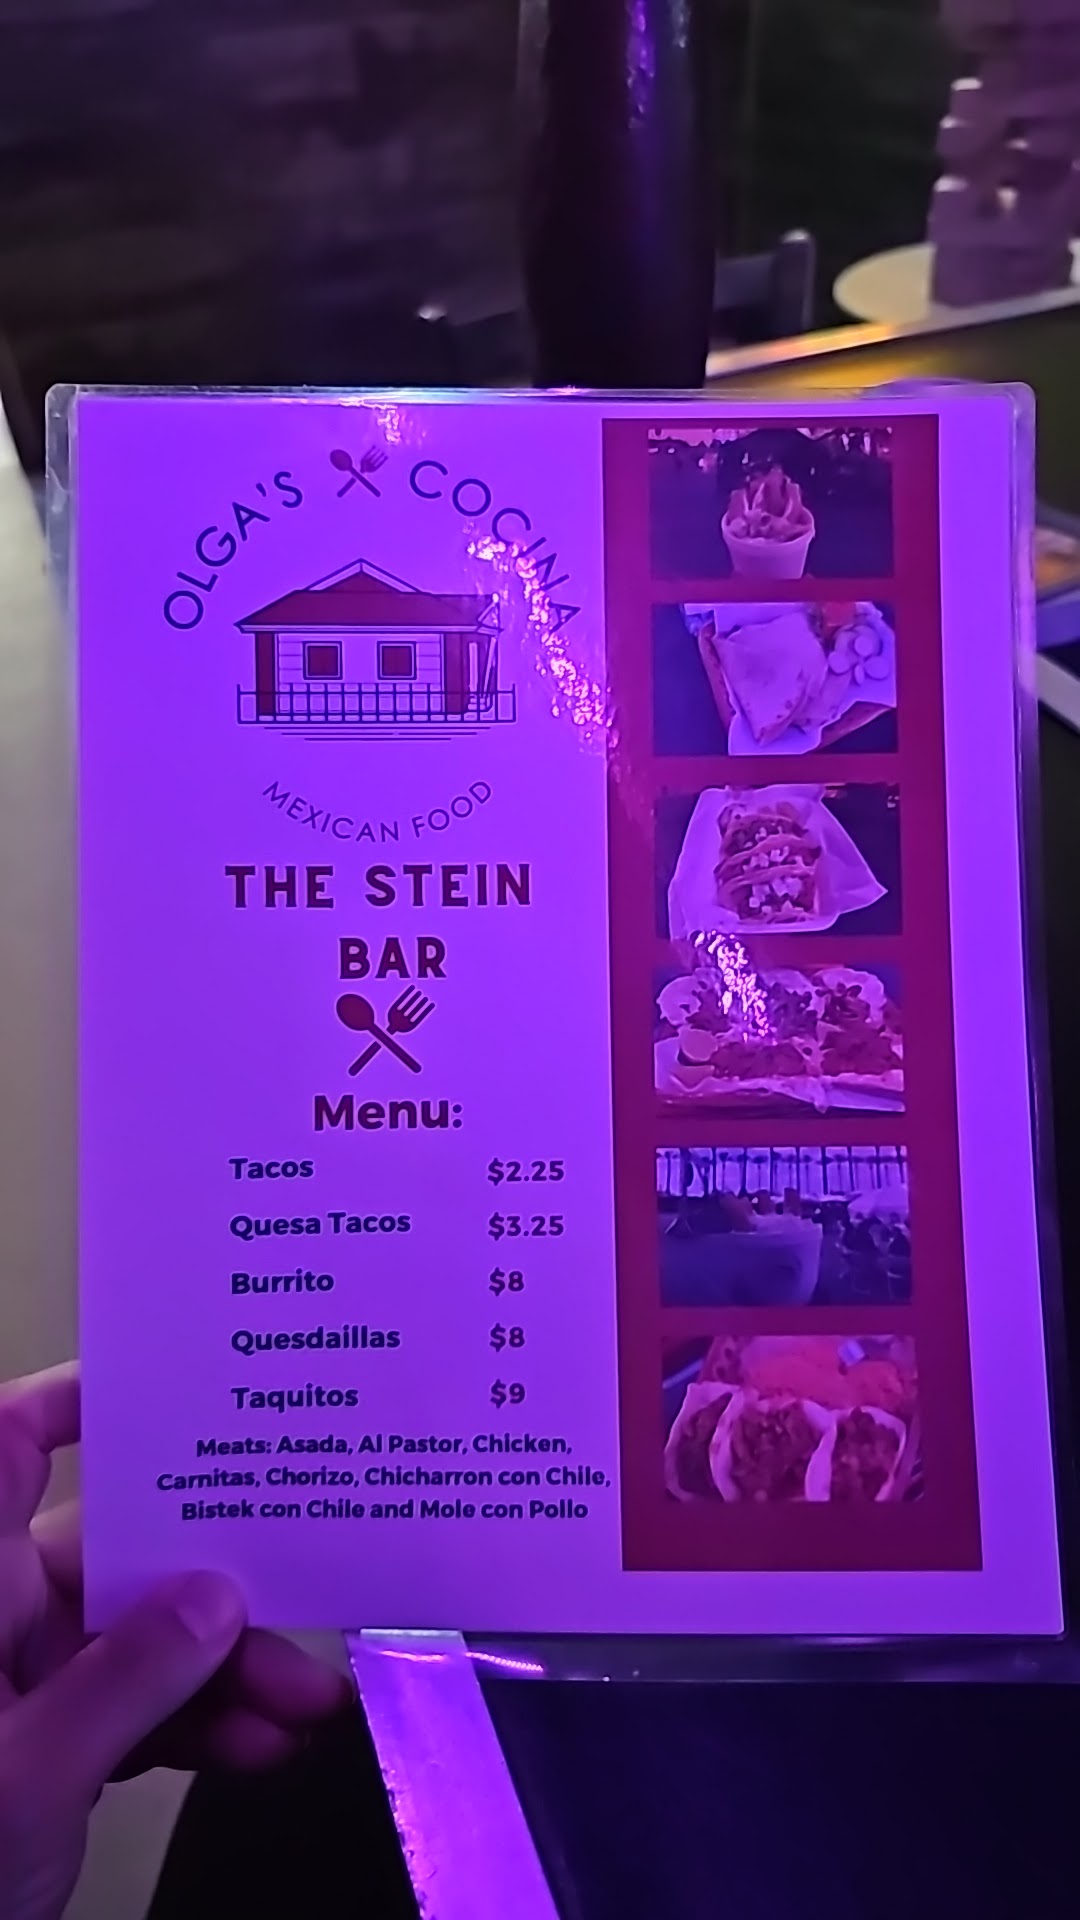 OLGA'S COCINA
MEXICAN FOOD
THE STEIN
BAR
Menu:
Tacos $2.25
Quesa Tacos $3.25
Burrito $8
Quesdaillas $8
Taquitos $9
Meats: Asada, Al Pastor, Chicken,
Carnitas, Chorizo, Chicharron con Chile,
Bistek con Chile and Mole con Pollo